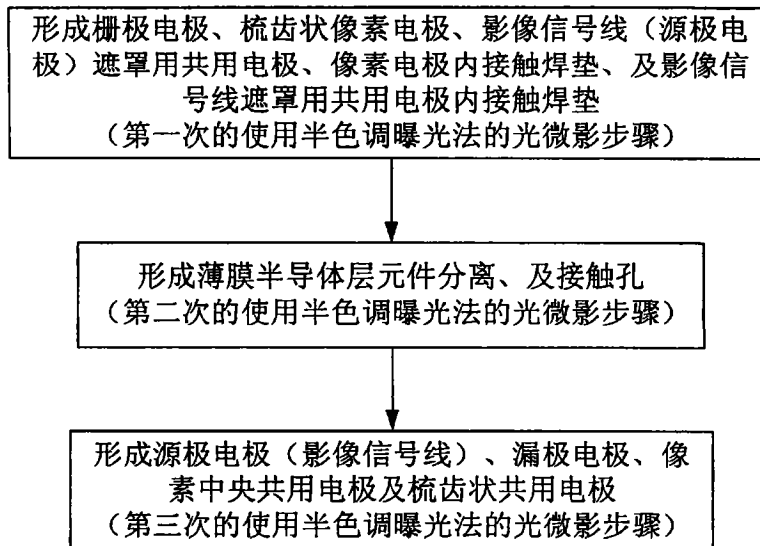 形成栅极电极、梳齿状像素电极、影像信号线（源极电
极）遮罩用共用电极、像素电极内接触焊垫、及影像信
号线遮罩用共用电极内接触焊垫
（第一次的使用半色调曝光法的光微影步骤）
形成薄膜半导体层元件分离、及接触孔
（第二次的使用半色调曝光法的光微影步骤）
形成源极电极（影像信号线）、漏极电极、像
素中央共用电极及梳齿状共用电极
（第三次的使用半色调曝光法的光微影步骤）